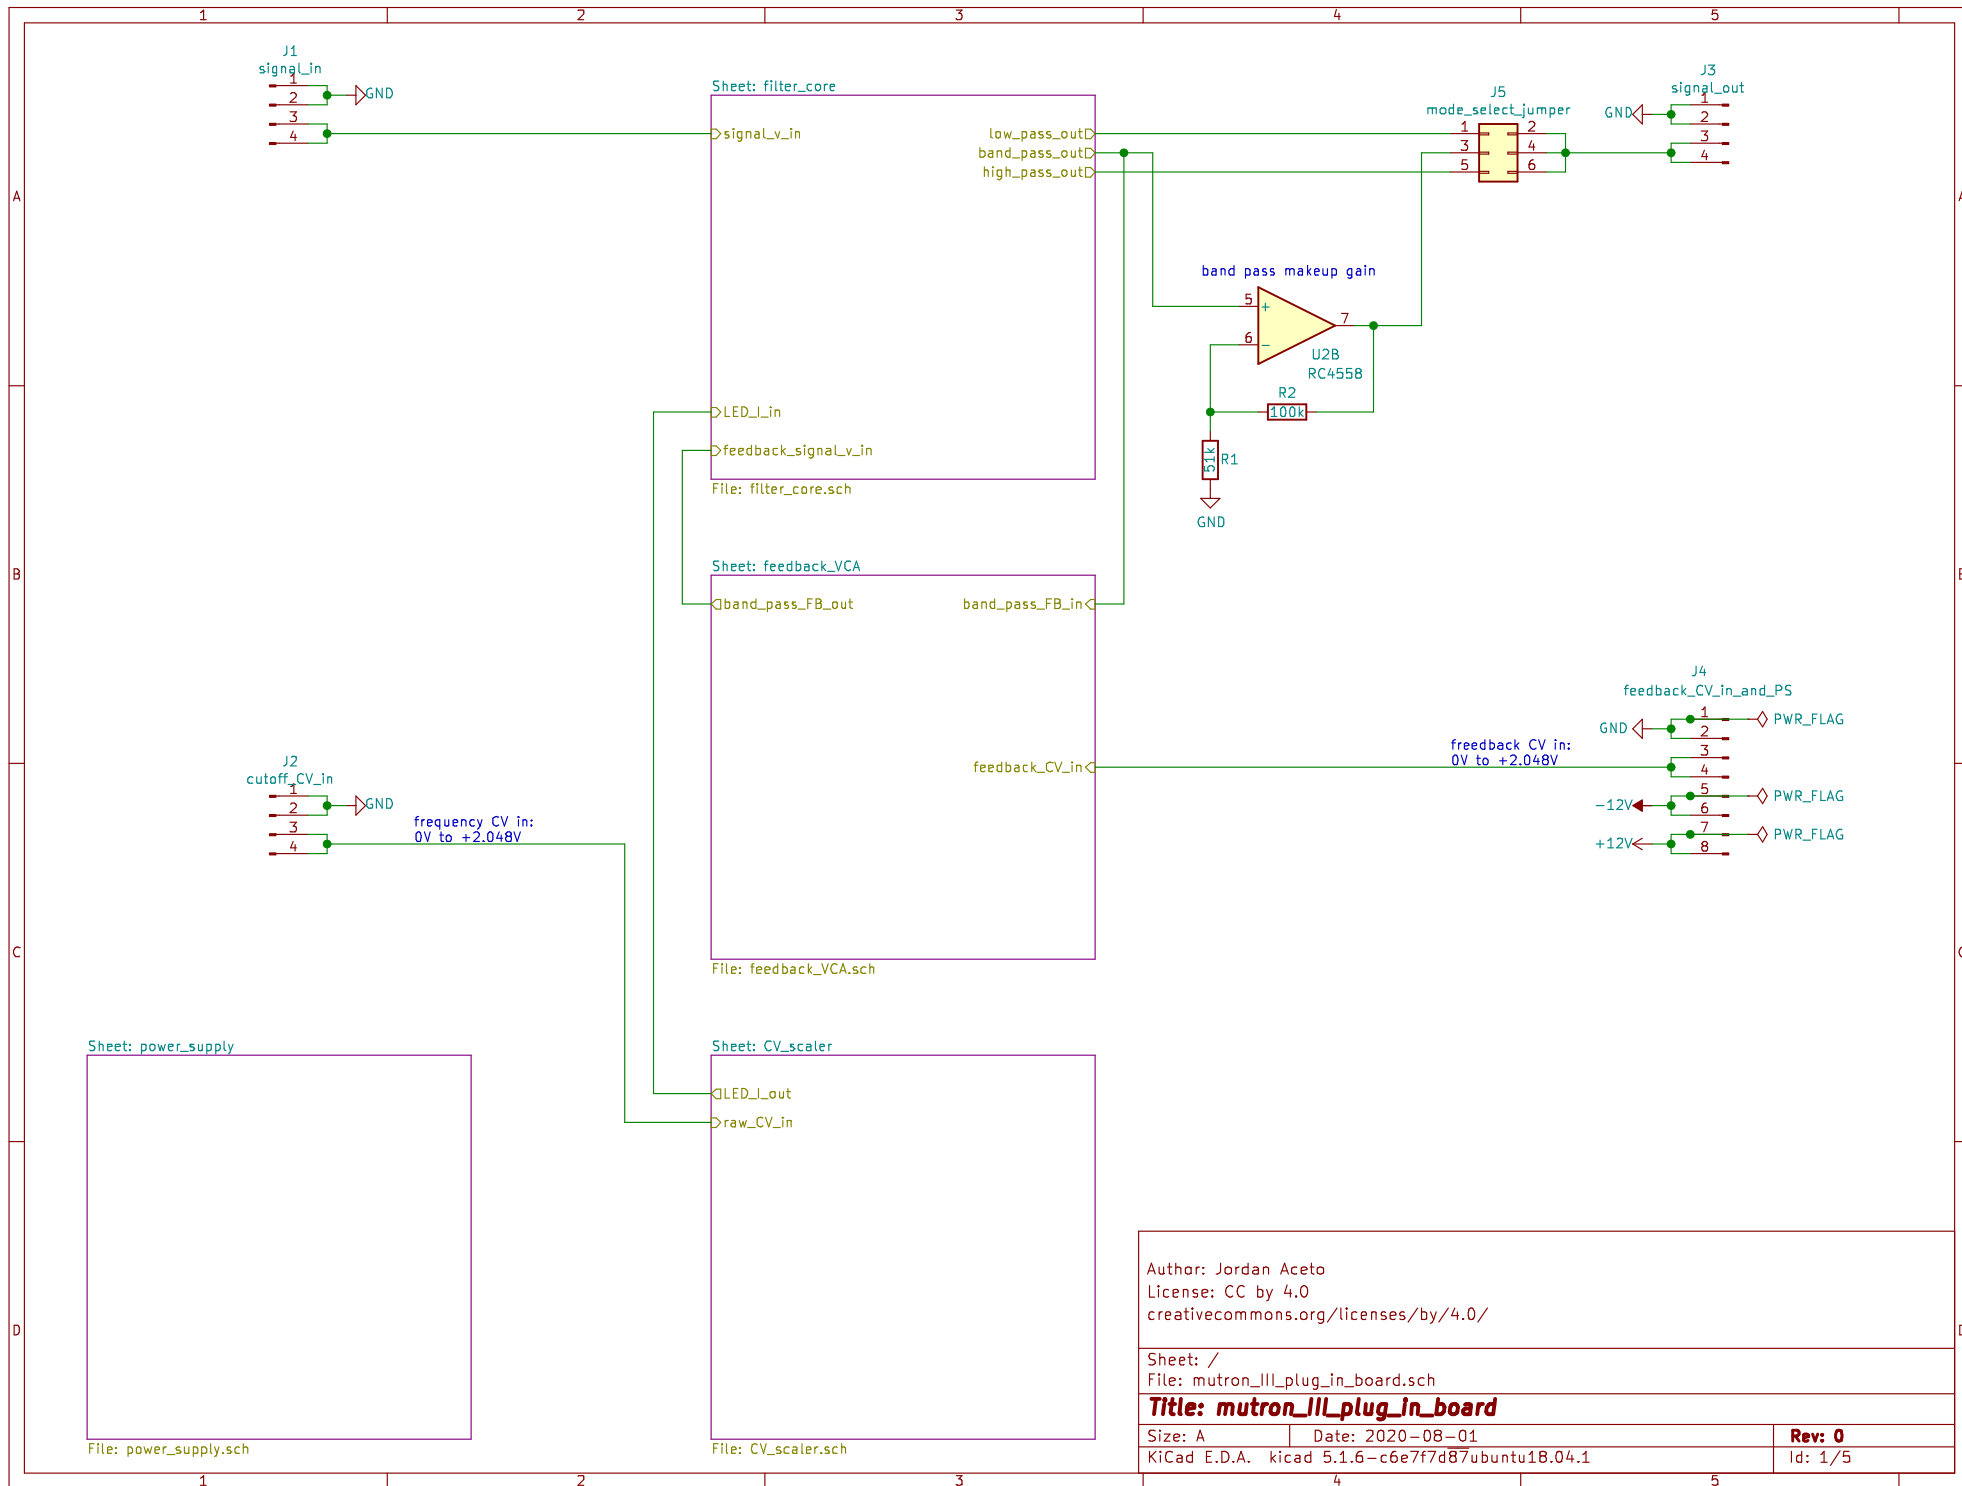 1 2 3 4 5
J1
signal_in
1
2
3
4
GND
Sheet: filter_core
signal_v_in
low_pass_out
band_pass_out
high_pass_out
LED_I_in
feedback_signal_v_in
File: filter_core.sch
J5
mode_select_jumper
1 2
3 4
5 6
J3
signal_out
GND
1
2
3
4
A
band pass makeup gain
5
+
6
−
7
U2B
RC4558
R2
100k
51k
R1
GND
B
Sheet: feedback_VCA
band_pass_FB_out
band_pass_FB_in
feedback_CV_in
File: feedback_VCA.sch
J4
feedback_CV_in_and_PS
GND
1
2
3
4
5
6
7
8
PWR_FLAG
PWR_FLAG
PWR_FLAG
-12V
+12V
freedback CV in:
0V to +2.048V
J2
cutoff_CV_in
1
2
3
4
GND
frequency CV in:
0V to +2.048V
C
Sheet: power_supply
File: power_supply.sch
Sheet: CV_scaler
LED_I_out
raw_CV_in
File: CV_scaler.sch
D
Author: Jordan Aceto
License: CC by 4.0
creativecommons.org/licenses/by/4.0/
Sheet: /
File: mutron_III_plug_in_board.sch
Title: mutron_III_plug_in_board
Size: A
Date: 2020-08-01
Rev: 0
KiCad E.D.A. kicad 5.1.6-c6e7f7d87ubuntu18.04.1
Id: 1/5
1 2 3 4 5